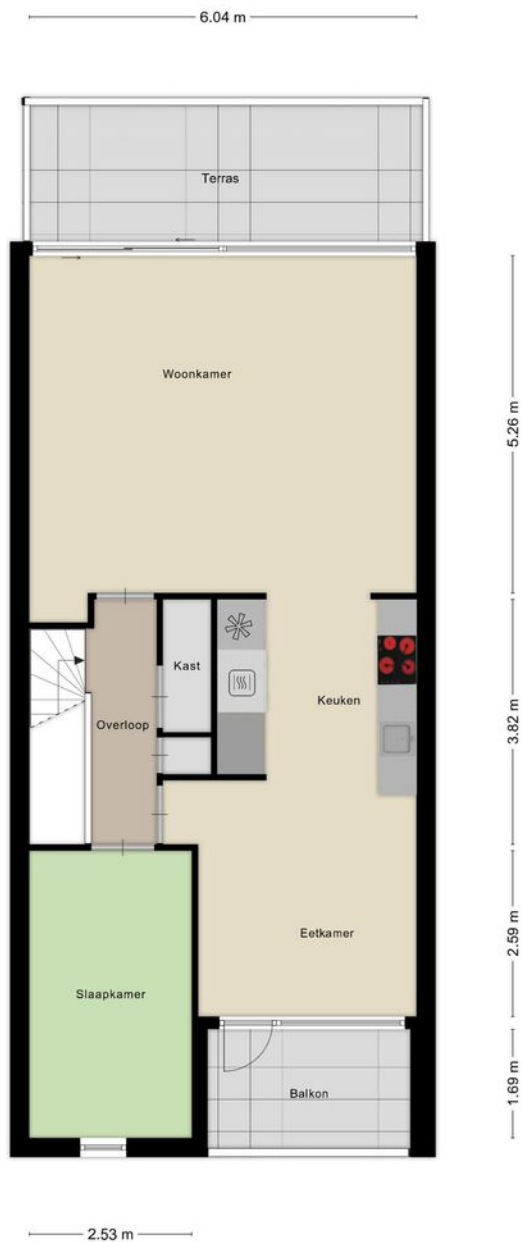 6.04 m
Terras
Woonkamer
5.26 m
Kast
Keuken
Overloop
3.82 m
Eetkamer
2.59 m
Slaapkamer
Balkon
1.69 m
2.53 m